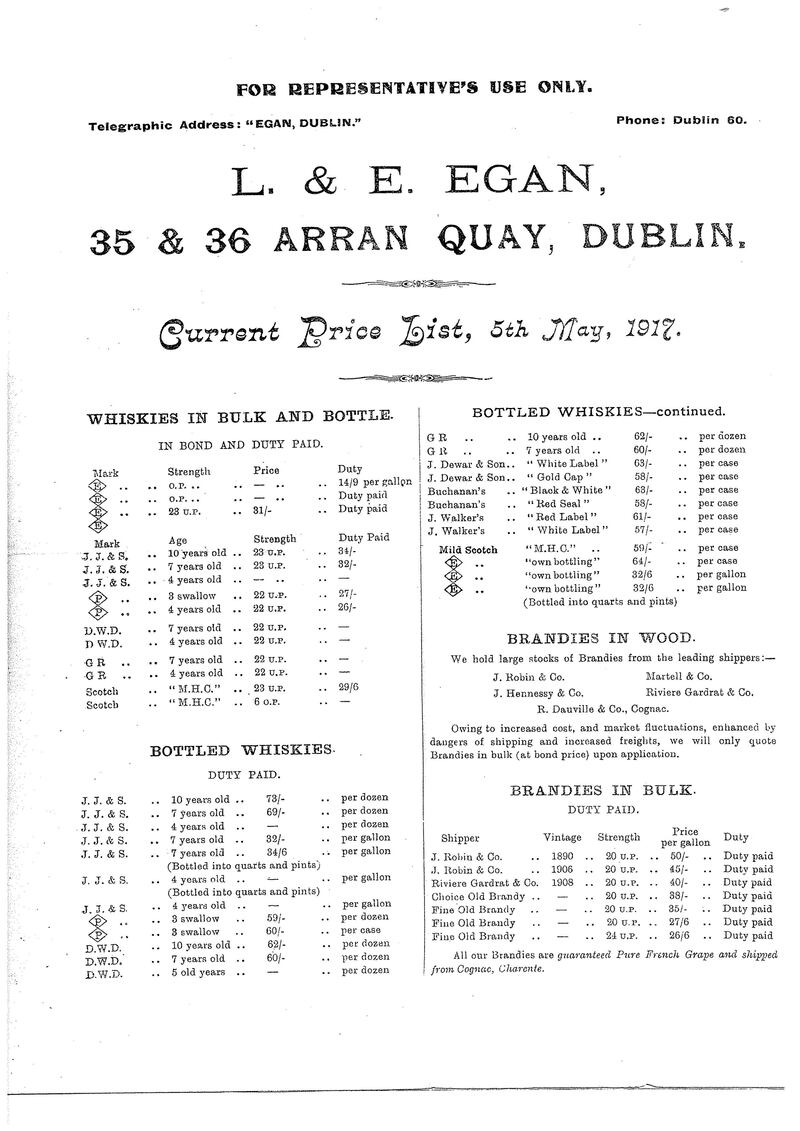 FOR REPRESENTATIVE'S USE ONLY.
Telegraphic Address: "EGAN, DUBLIN." Phone: Dublin 60.
L. & E. EGAN,
35 & 36 ARRAN QUAY, DUBLIN.
Current Price List, 5th May, 1917.
WHISKIES IN BULK AND BOTTLE.
IN BOND AND DUTY PAID.
Mark Strength Price Duty
E .. .. O.P. .. .. — .. .. 14/9 per gallon
E .. .. O.P... .. — .. .. Duty paid
E .. .. 23 U.P. .. 31/- .. Duty paid
E
Mark Age Strength Duty Paid
J. J. & S. .. 10 years old .. 23 U.P. .. 34/-
J. J. & S. .. 7 years old .. 23 U.P. .. 32/-
J. J. & S. .. 4 years old .. — .. .. —
P .. .. 3 swallow .. 22 U.P. .. 27/-
P .. .. 4 years old .. 22 U.P. .. 26/-
D.W.D. .. 7 years old .. 22 U.P. .. —
D W.D. .. 4 years old .. 22 U.P. .. —
G R .. .. 7 years old .. 22 U.P. .. —
G R .. .. 4 years old .. 22 U.P. .. —
Scotch .. "M.H.C." .. 23 U.P. .. 29/6
Scotch .. "M.H.C." .. 6 O.P. .. —
BOTTLED WHISKIES.
DUTY PAID.
J. J. & S. .. 10 years old .. 73/- .. per dozen
J. J. & S. .. 7 years old .. 69/- .. per dozen
J. J. & S. .. 4 years old .. — .. per dozen
J. J. & S. .. 7 years old .. 32/- .. per gallon
J. J. & S. .. 7 years old .. 34/6 .. per gallon
(Bottled into quarts and pints)
J. J. & S. .. 4 years old .. — .. per gallon
(Bottled into quarts and pints)
J. J. & S. .. 4 years old .. — .. per gallon
P .. .. 3 swallow .. 59/- .. per dozen
P .. .. 3 swallow .. 60/- .. per case
D.W.D. .. 10 years old .. 62/- .. per dozen
D.W.D. .. 7 years old .. 60/- .. per dozen
D.W.D. .. 5 old years .. — .. per dozen
BOTTLED WHISKIES—continued.
G R .. .. 10 years old .. 62/- .. per dozen
G R .. .. 7 years old .. 60/- .. per dozen
J. Dewar & Son.. "White Label" .. 63/- .. per case
J. Dewar & Son.. "Gold Cap" .. 58/- .. per case
Buchanan's .. "Black & White" .. 63/- .. per case
Buchanan's .. "Red Seal" .. 58/- .. per case
J. Walker's .. "Red Label" .. 61/- .. per case
J. Walker's .. "White Label" .. 57/- .. per case
Mild Scotch "M.H.C." .. 59/- .. per case
E .. "own bottling" 64/- .. per case
E .. "own bottling" 32/6 .. per gallon
E .. "own bottling" 32/6 .. per gallon
(Bottled into quarts and pints)
BRANDIES IN WOOD.
We hold large stocks of Brandies from the leading shippers:—
J. Robin & Co. Martell & Co.
J. Hennessy & Co. Riviere Gardrat & Co.
R. Dauville & Co., Cognac.
Owing to increased cost, and market fluctuations, enhanced by
dangers of shipping and increased freights, we will only quote
Brandies in bulk (at bond price) upon application.
BRANDIES IN BULK.
DUTY PAID.
Shipper Vintage Strength Price per gallon Duty
J. Robin & Co. .. 1890 .. 20 U.P. .. 50/- .. Duty paid
J. Robin & Co. .. 1906 .. 20 U.P. .. 45/- .. Duty paid
Riviere Gardrat & Co. 1908 .. 20 U.P. .. 40/- .. Duty paid
Choice Old Brandy .. — .. 20 U.P. .. 38/- .. Duty paid
Fine Old Brandy .. — .. 20 U.P. .. 35/- .. Duty paid
Fine Old Brandy .. — .. 20 U.P. .. 27/6 .. Duty paid
Fine Old Brandy .. — .. 24 U.P. .. 26/6 .. Duty paid
All our Brandies are guaranteed Pure French Grape and shipped
from Cognac, Charente.